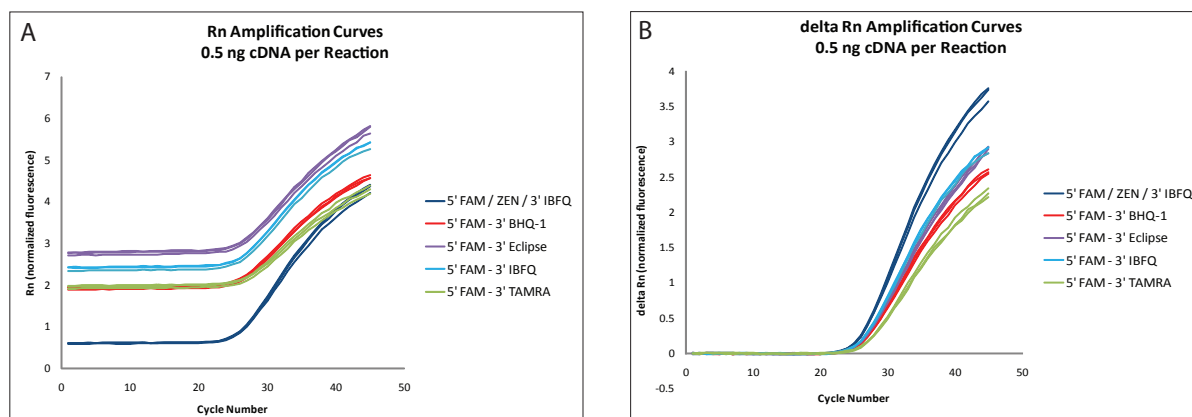 A
Rn Amplification Curves
0.5 ng cDNA per Reaction
Rn (normalized fluorescence)
7
6
5
4
3
2
1
0
0 10 20 30 40 50
Cycle Number
5' FAM / ZEN / 3' IBFQ
5' FAM - 3' BHQ-1
5' FAM - 3' Eclipse
5' FAM - 3' IBFQ
5' FAM - 3' TAMRA
B
delta Rn Amplification Curves
0.5 ng cDNA per Reaction
delta Rn (normalized fluorescence)
4
3.5
3
2.5
2
1.5
1
0.5
0
-0.5
0 10 20 30 40 50
Cycle Number
5' FAM / ZEN / 3' IBFQ
5' FAM - 3' BHQ-1
5' FAM - 3' Eclipse
5' FAM - 3' IBFQ
5' FAM - 3' TAMRA